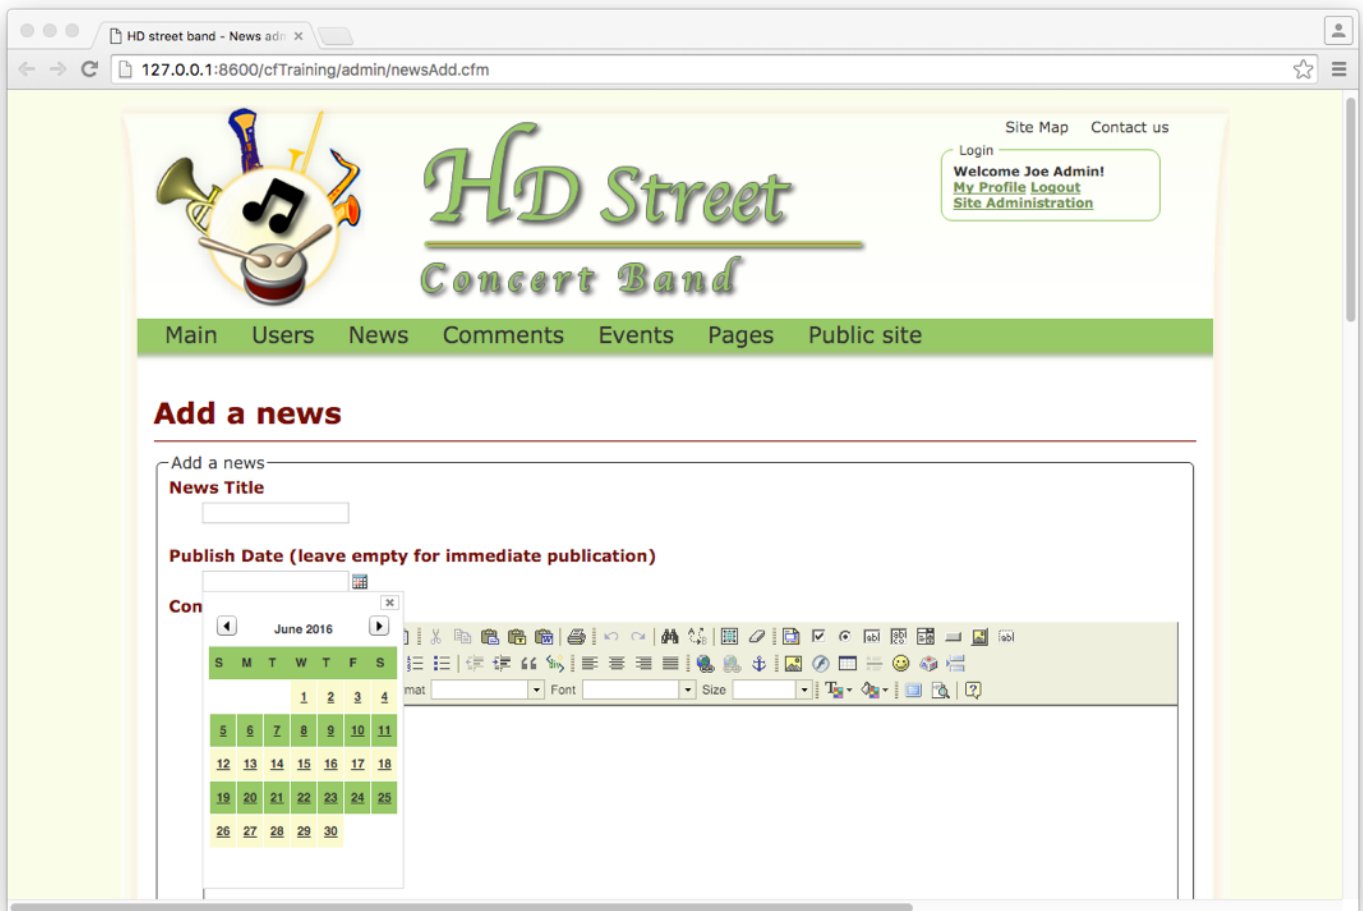 HD street band - News adm
127.0.0.1:8600/cfTraining/admin/newsAdd.cfm
Site Map Contact us
HD Street
Concert Band
Login
Welcome Joe Admin!
My Profile Logout
Site Administration
Main Users News Comments Events Pages Public site
Add a news
Add a news
News Title
Publish Date (leave empty for immediate publication)
Con
June 2016
S M T W T F S
1 2 3 4
5 6 7 8 9 10 11
12 13 14 15 16 17 18
19 20 21 22 23 24 25
26 27 28 29 30
mat Font Size